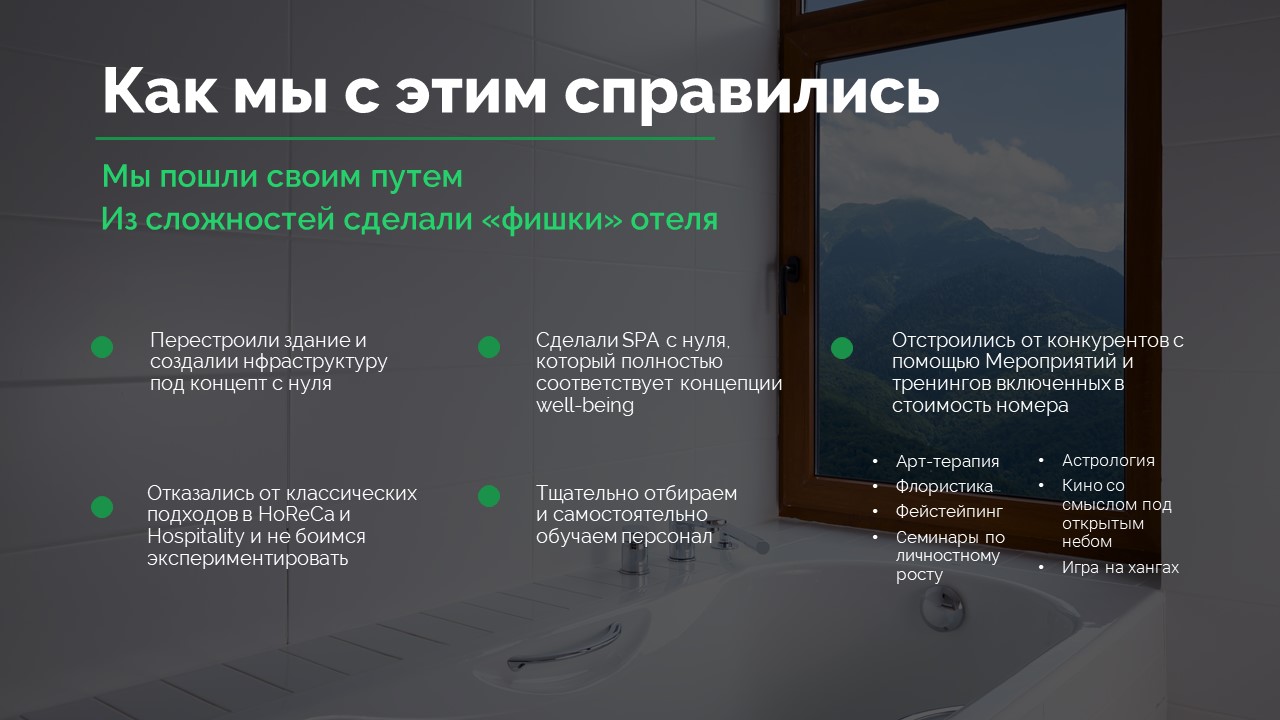 Как мы с этим справились
Мы пошли своим путем
Из сложностей сделали «фишки» отеля
Перестроили здание и
создалии нфраструктуру
под концепт с нуля
Сделали SPA с нуля,
который полностью
соответствует концепции
well-being
Отстроились от конкурентов с
помощью Мероприятий и
тренингов включенных в
стоимость номера
Отказались от классических
подходов в HoReCa и
Hospitality и не боимся
экспериментировать
Тщательно отбираем
и самостоятельно
обучаем персонал
• Арт-терапия
• Флористика
• Фейстейпинг
• Семинары по
личностному
росту
• Астрология
• Кино со
смыслом под
открытым
небом
• Игра на хангах